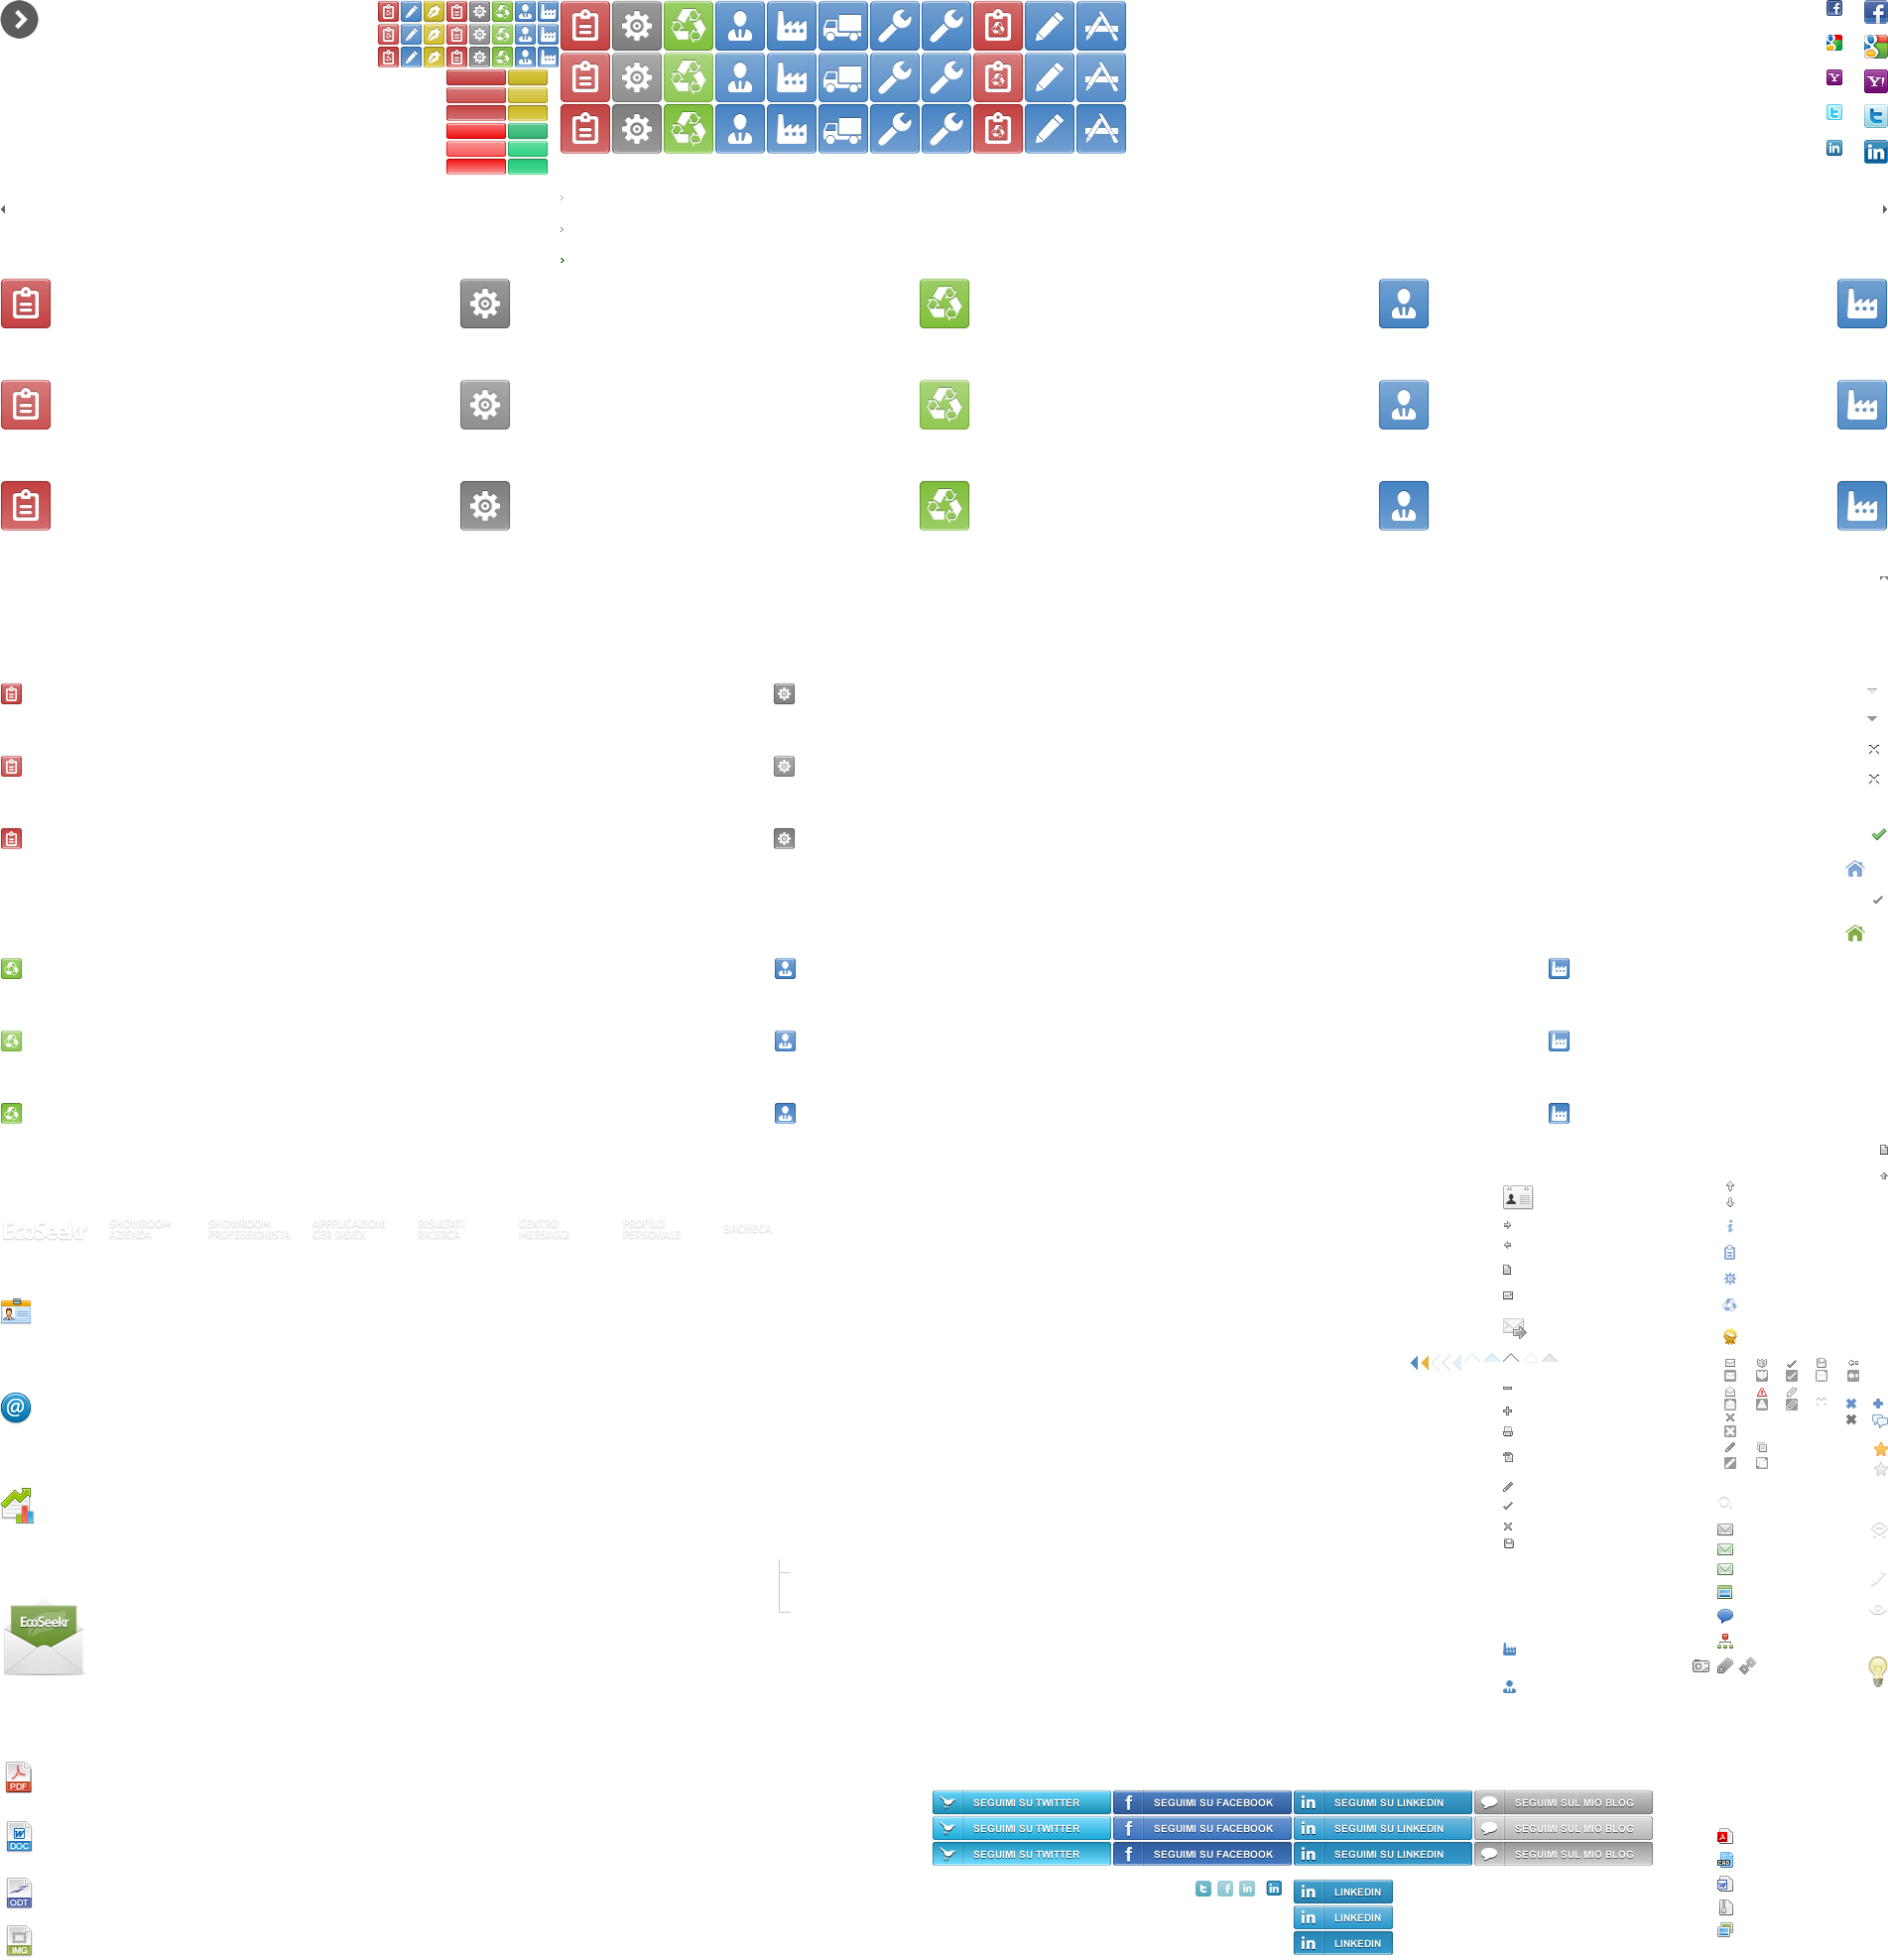 EcoSeekr
SHOWROOM
AZIENDA
SHOWROOM
PROFESSIONISTA
APPPLICAZIONI
CER INDEX
RISULTATI
RICERCA
CENTRO
MESSAGGI
PROFILO
PERSONALE
BACHECA
EcoSeekr
PDF
DOC
ODT
IMG
SEGUIMI SU TWITTER
SEGUIMI SU FACEBOOK
SEGUIMI SU LINKEDIN
SEGUIMI SUL MIO BLOG
SEGUIMI SU TWITTER
SEGUIMI SU FACEBOOK
SEGUIMI SU LINKEDIN
SEGUIMI SUL MIO BLOG
SEGUIMI SU TWITTER
SEGUIMI SU FACEBOOK
SEGUIMI SU LINKEDIN
SEGUIMI SUL MIO BLOG
LINKEDIN
LINKEDIN
LINKEDIN